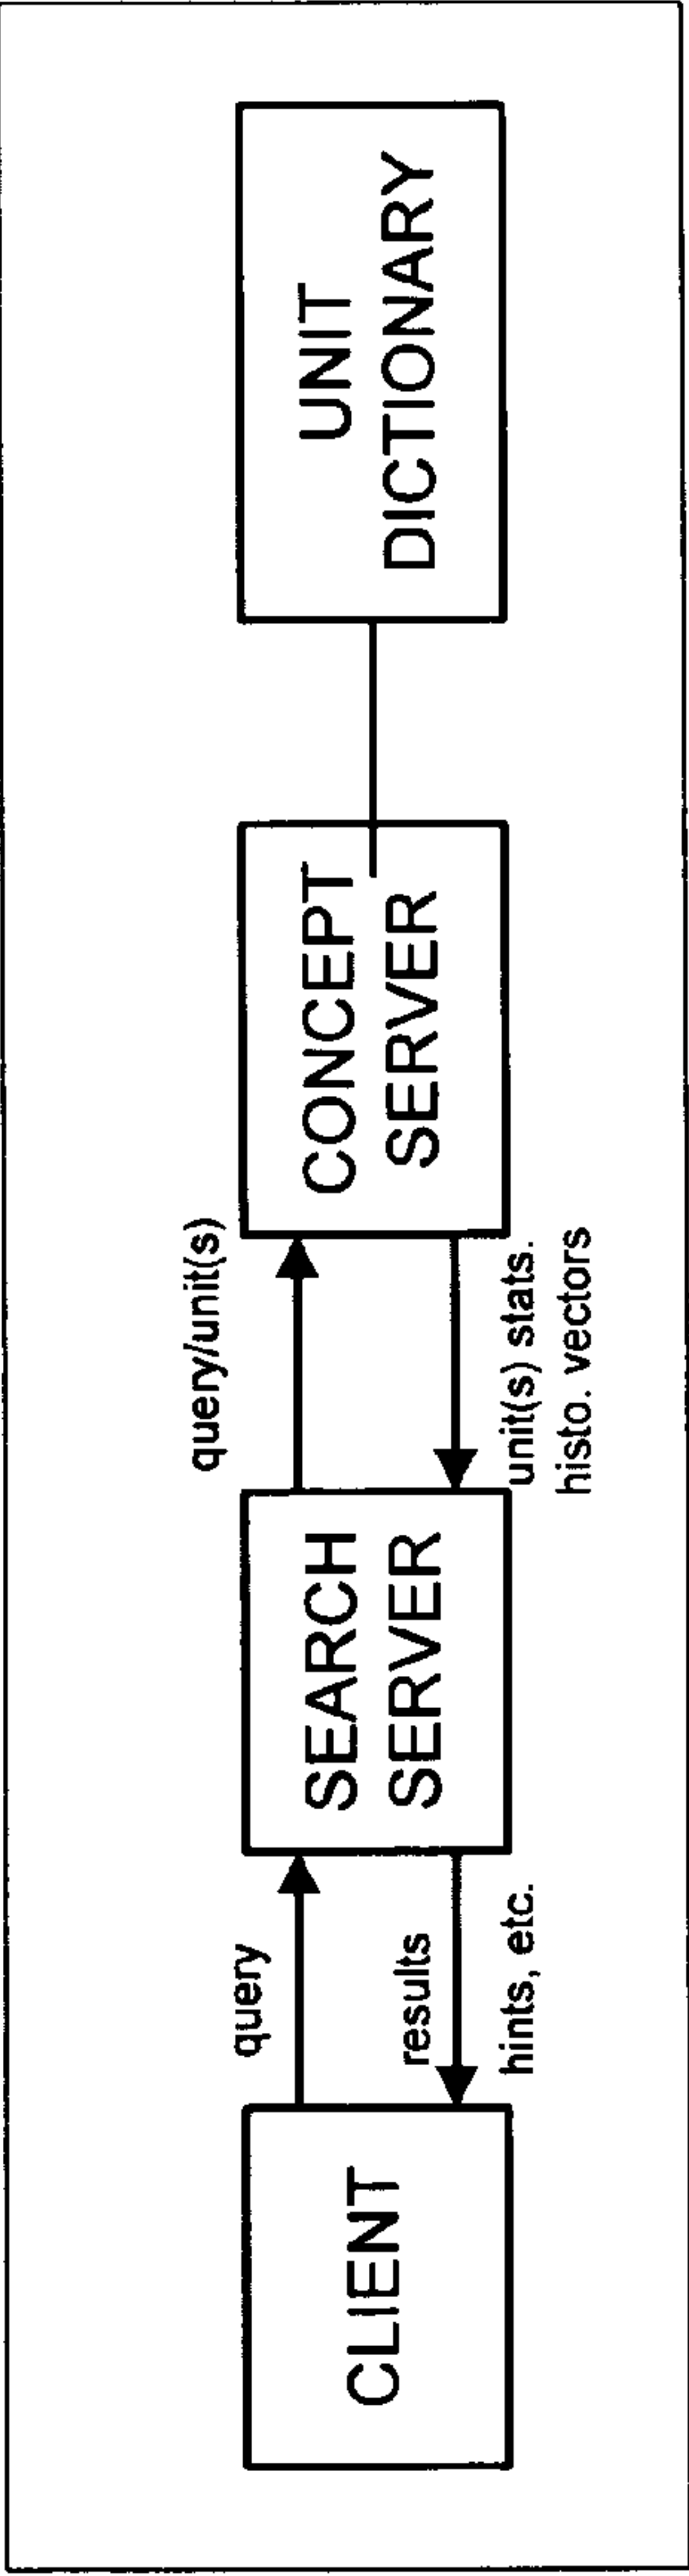 CLIENT
query
results
hints, etc.
SEARCH
SERVER
query/unit(s)
unit(s) stats.
histo. vectors
CONCEPT
SERVER
UNIT
DICTIONARY